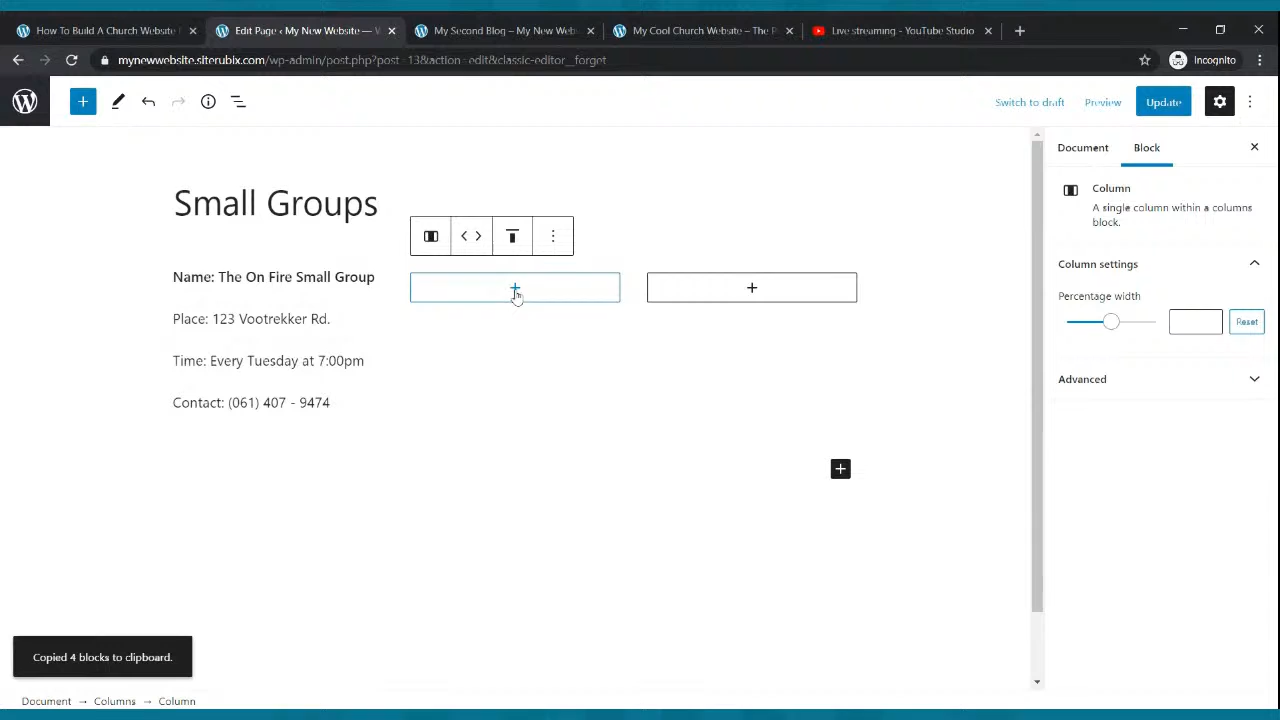 How To Build A Church Website
Edit Page ‹ My New Website — W
My Second Blog – My New Web
My Cool Church Website – The P
Live streaming - YouTube Studio
mynewwebsite.siterubix.com/wp-admin/post.php?post=13&action=edit&classic-editor__forget
Incognito
Switch to draft
Preview
Update
Document
Block
Column
A single column within a columns
block.
Column settings
Percentage width
Reset
Advanced
Small Groups
Name: The On Fire Small Group
Place: 123 Vootrekker Rd.
Time: Every Tuesday at 7:00pm
Contact: (061) 407 - 9474
Copied 4 blocks to clipboard.
Document → Columns → Column